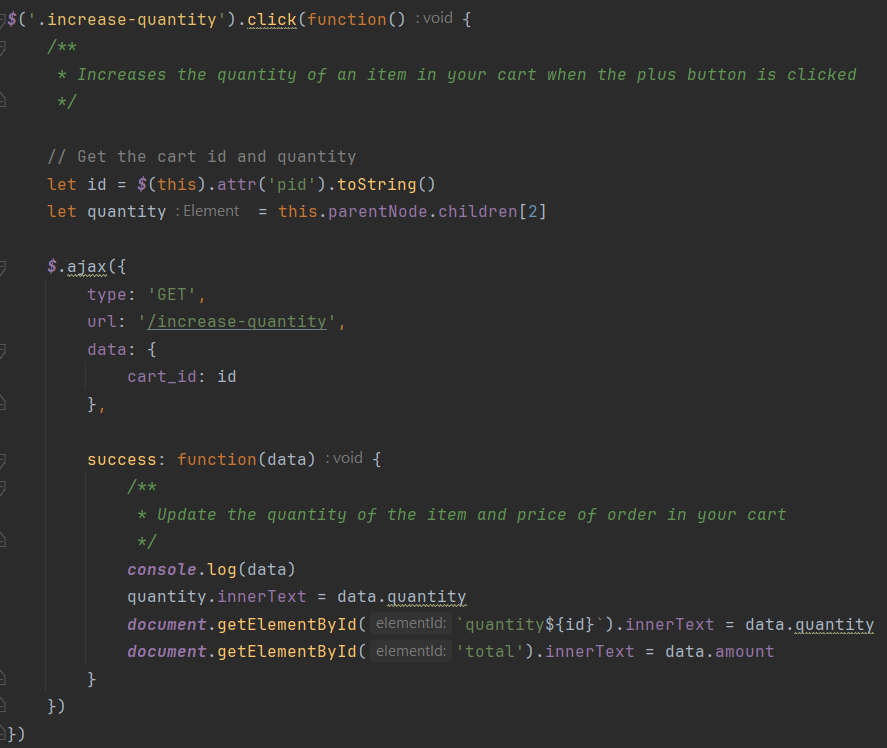 $('.increase-quantity').click(function() : void {
    /**
     * Increases the quantity of an item in your cart when the plus button is clicked
     */

    // Get the cart id and quantity
    let id = $(this).attr('pid').toString()
    let quantity : Element = this.parentNode.children[2]

    $.ajax({
        type: 'GET',
        url: '/increase-quantity',
        data: {
            cart_id: id
        },

        success: function(data) : void {
            /**
             * Update the quantity of the item and price of order in your cart
             */
            console.log(data)
            quantity.innerText = data.quantity
            document.getElementById( elementId: `quantity${id}`).innerText = data.quantity
            document.getElementById( elementId: 'total').innerText = data.amount
        }
    })
})